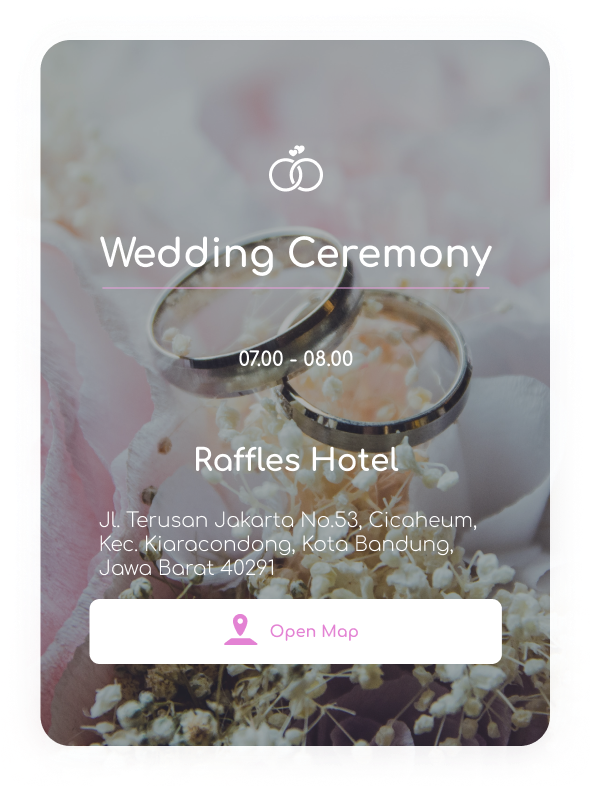 Wedding Ceremony
07.00 - 08.00
Raffles Hotel
Jl. Terusan Jakarta No.53, Cicaheum,
Kec. Kiaracondong, Kota Bandung,
Jawa Barat 40291
Open Map